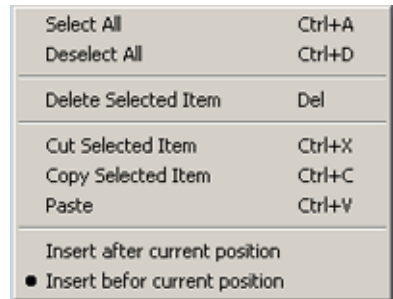 Select All Ctrl+A
Deselect All Ctrl+D
Delete Selected Item Del
Cut Selected Item Ctrl+X
Copy Selected Item Ctrl+C
Paste Ctrl+V
Insert after current position
Insert befor current position